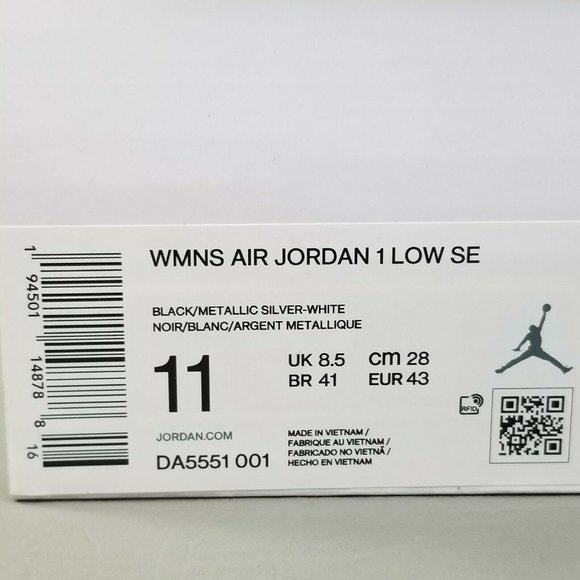 WMNS AIR JORDAN 1 LOW SE
BLACK/METALLIC SILVER-WHITE
NOIR/BLANC/ARGENT METALLIQUE
11
UK 8.5 cm 28
BR 41 EUR 43
RFID
JORDAN.COM
DA5551 001
MADE IN VIETNAM /
FABRIQUE AU VIETNAM /
FABRICADO NO VIETNÃ /
HECHO EN VIETNAM
1 94501 14878 8 16